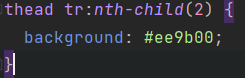 thead tr:nth-child(2) {
background: #ee9b00;
}